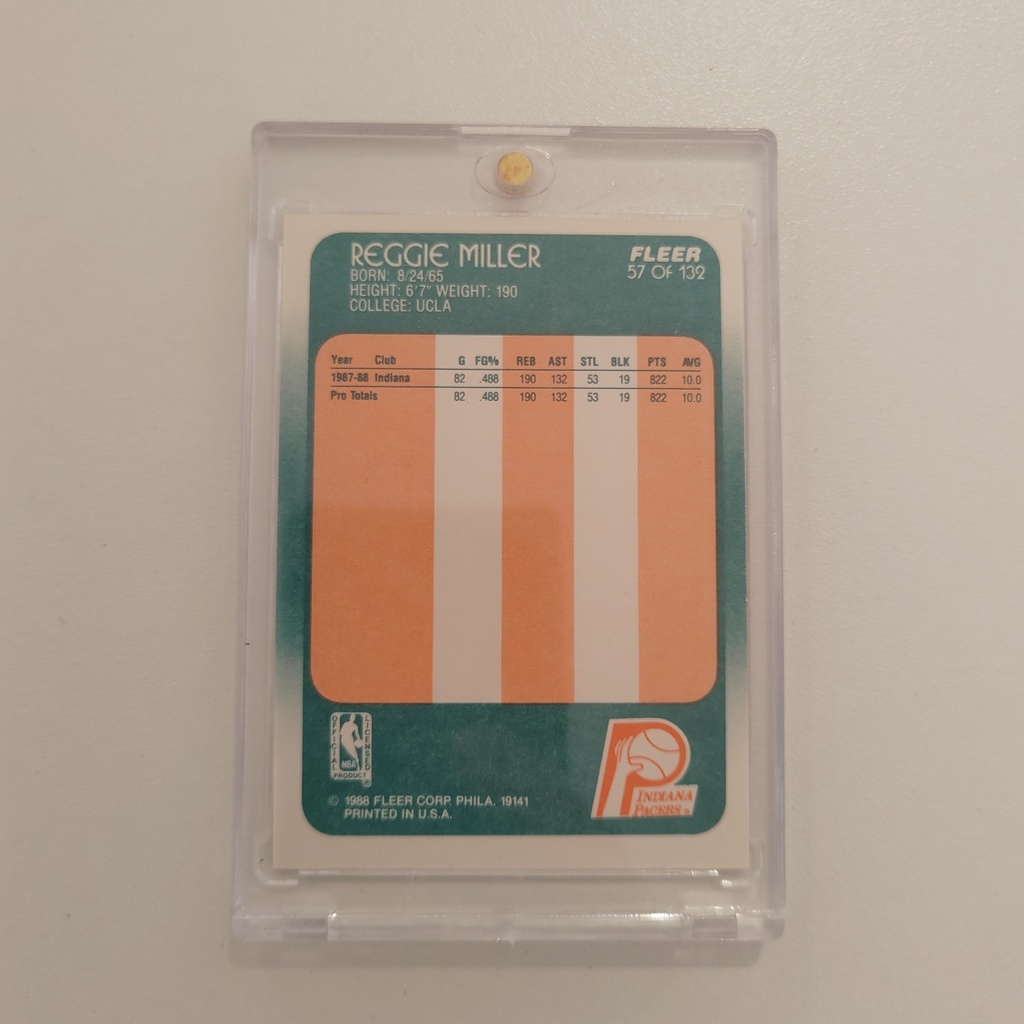 REGGIE MILLER
BORN: 8/24/65
HEIGHT: 6'7" WEIGHT: 190
COLLEGE: UCLA
FLEER
57 OF 132
Year Club G FG% REB AST STL BLK PTS AVG
1987-88 Indiana 82 .488 190 132 53 19 822 10.0
Pro Totals 82 .488 190 132 53 19 822 10.0
OFFICIAL LICENSED
NBA
PRODUCT
© 1988 FLEER CORP. PHILA. 19141
PRINTED IN U.S.A.
INDIANA
PACERS™